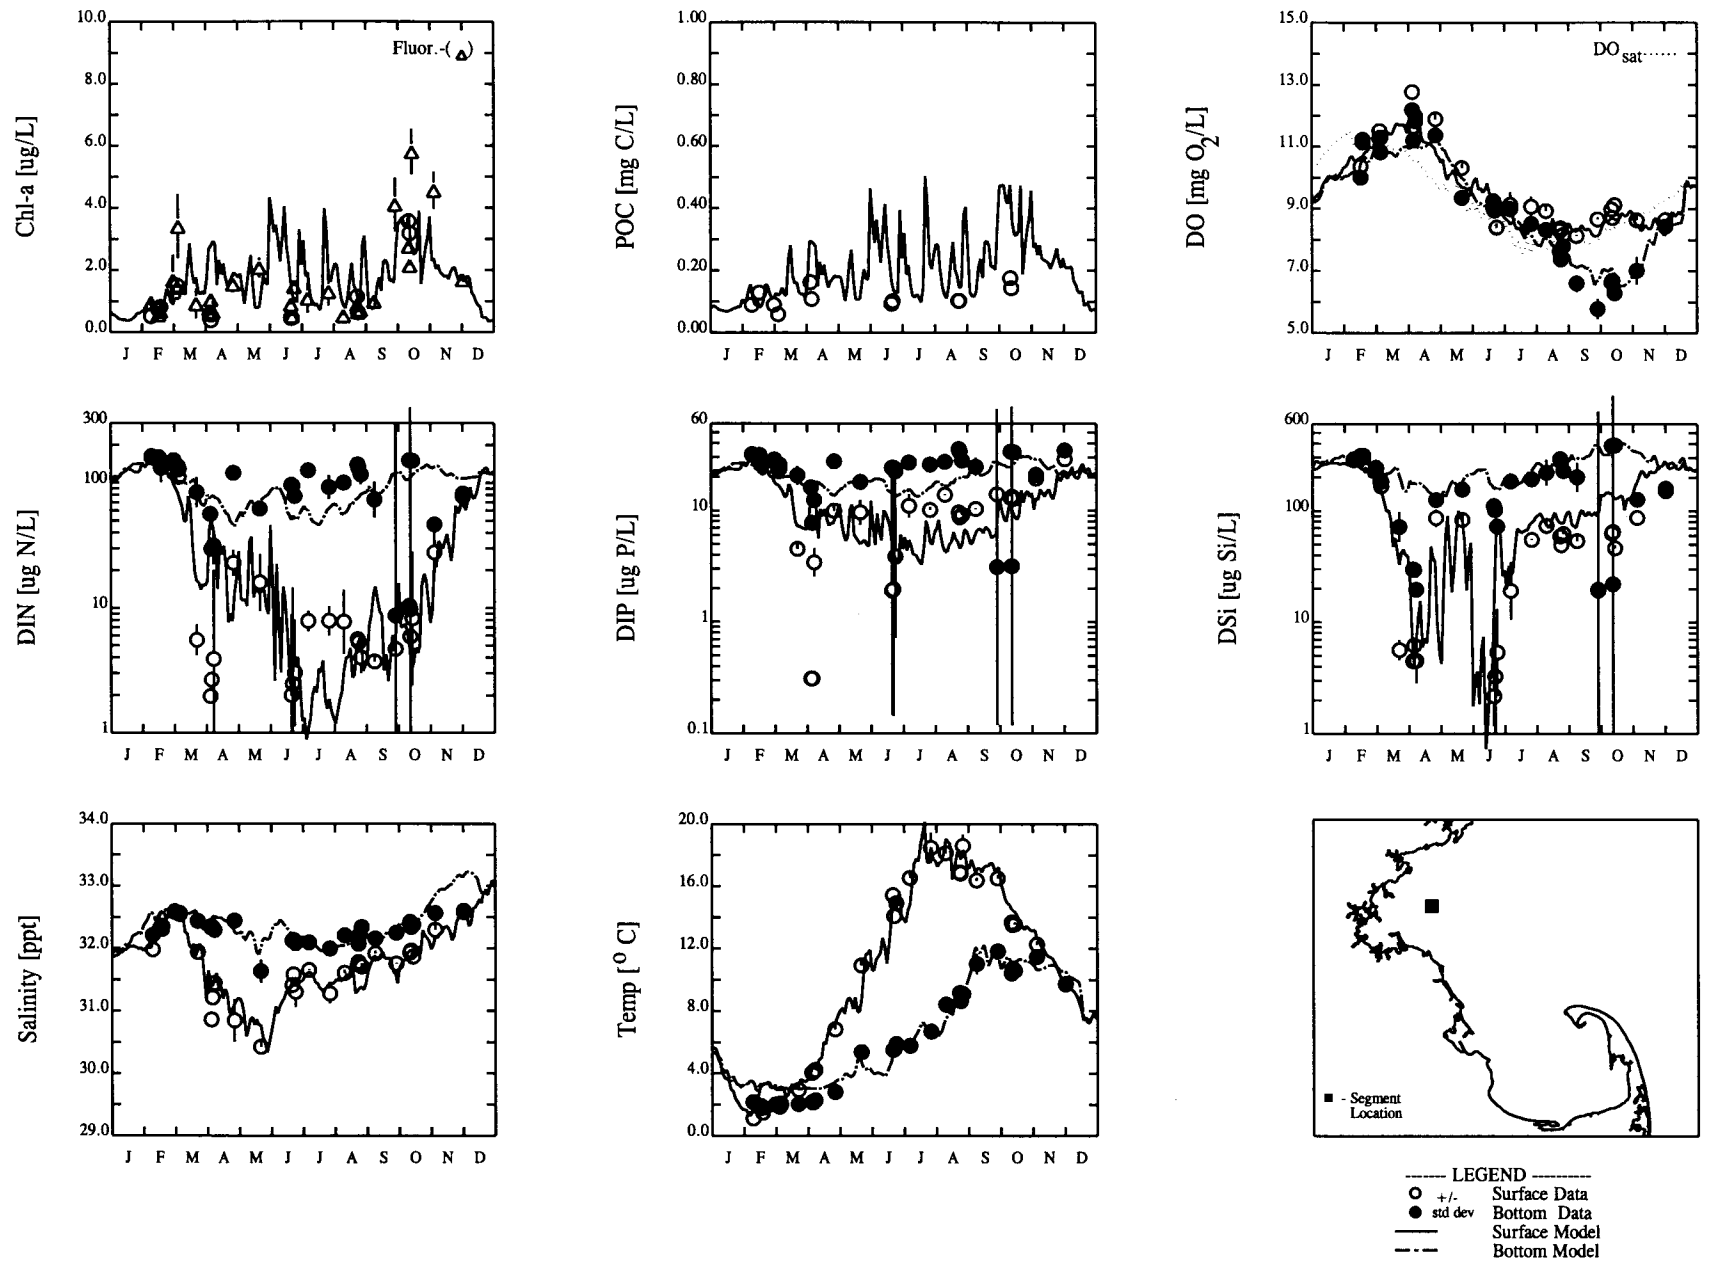 Chl-a [ug/L]
10.0
8.0
6.0
4.0
2.0
0.0
Fluor.-( )
J F M A M J J A S O N D
POC [mg C/L]
1.00
0.80
0.60
0.40
0.20
0.00
J F M A M J J A S O N D
DO [mg O2/L]
15.0
13.0
11.0
9.0
7.0
5.0
DOsat......
J F M A M J J A S O N D
DIN [ug N/L]
300
100
10
1
J F M A M J J A S O N D
DIP [ug P/L]
60
10
1
0.1
J F M A M J J A S O N D
DSi [ug Si/L]
600
100
10
1
J F M A M J J A S O N D
Salinity [ppt]
34.0
33.0
32.0
31.0
30.0
29.0
J F M A M J J A S O N D
Temp [° C]
20.0
16.0
12.0
8.0
4.0
0.0
J F M A M J J A S O N D
- Segment
Location
------- LEGEND ----------
+/- Surface Data
std dev Bottom Data
Surface Model
Bottom Model